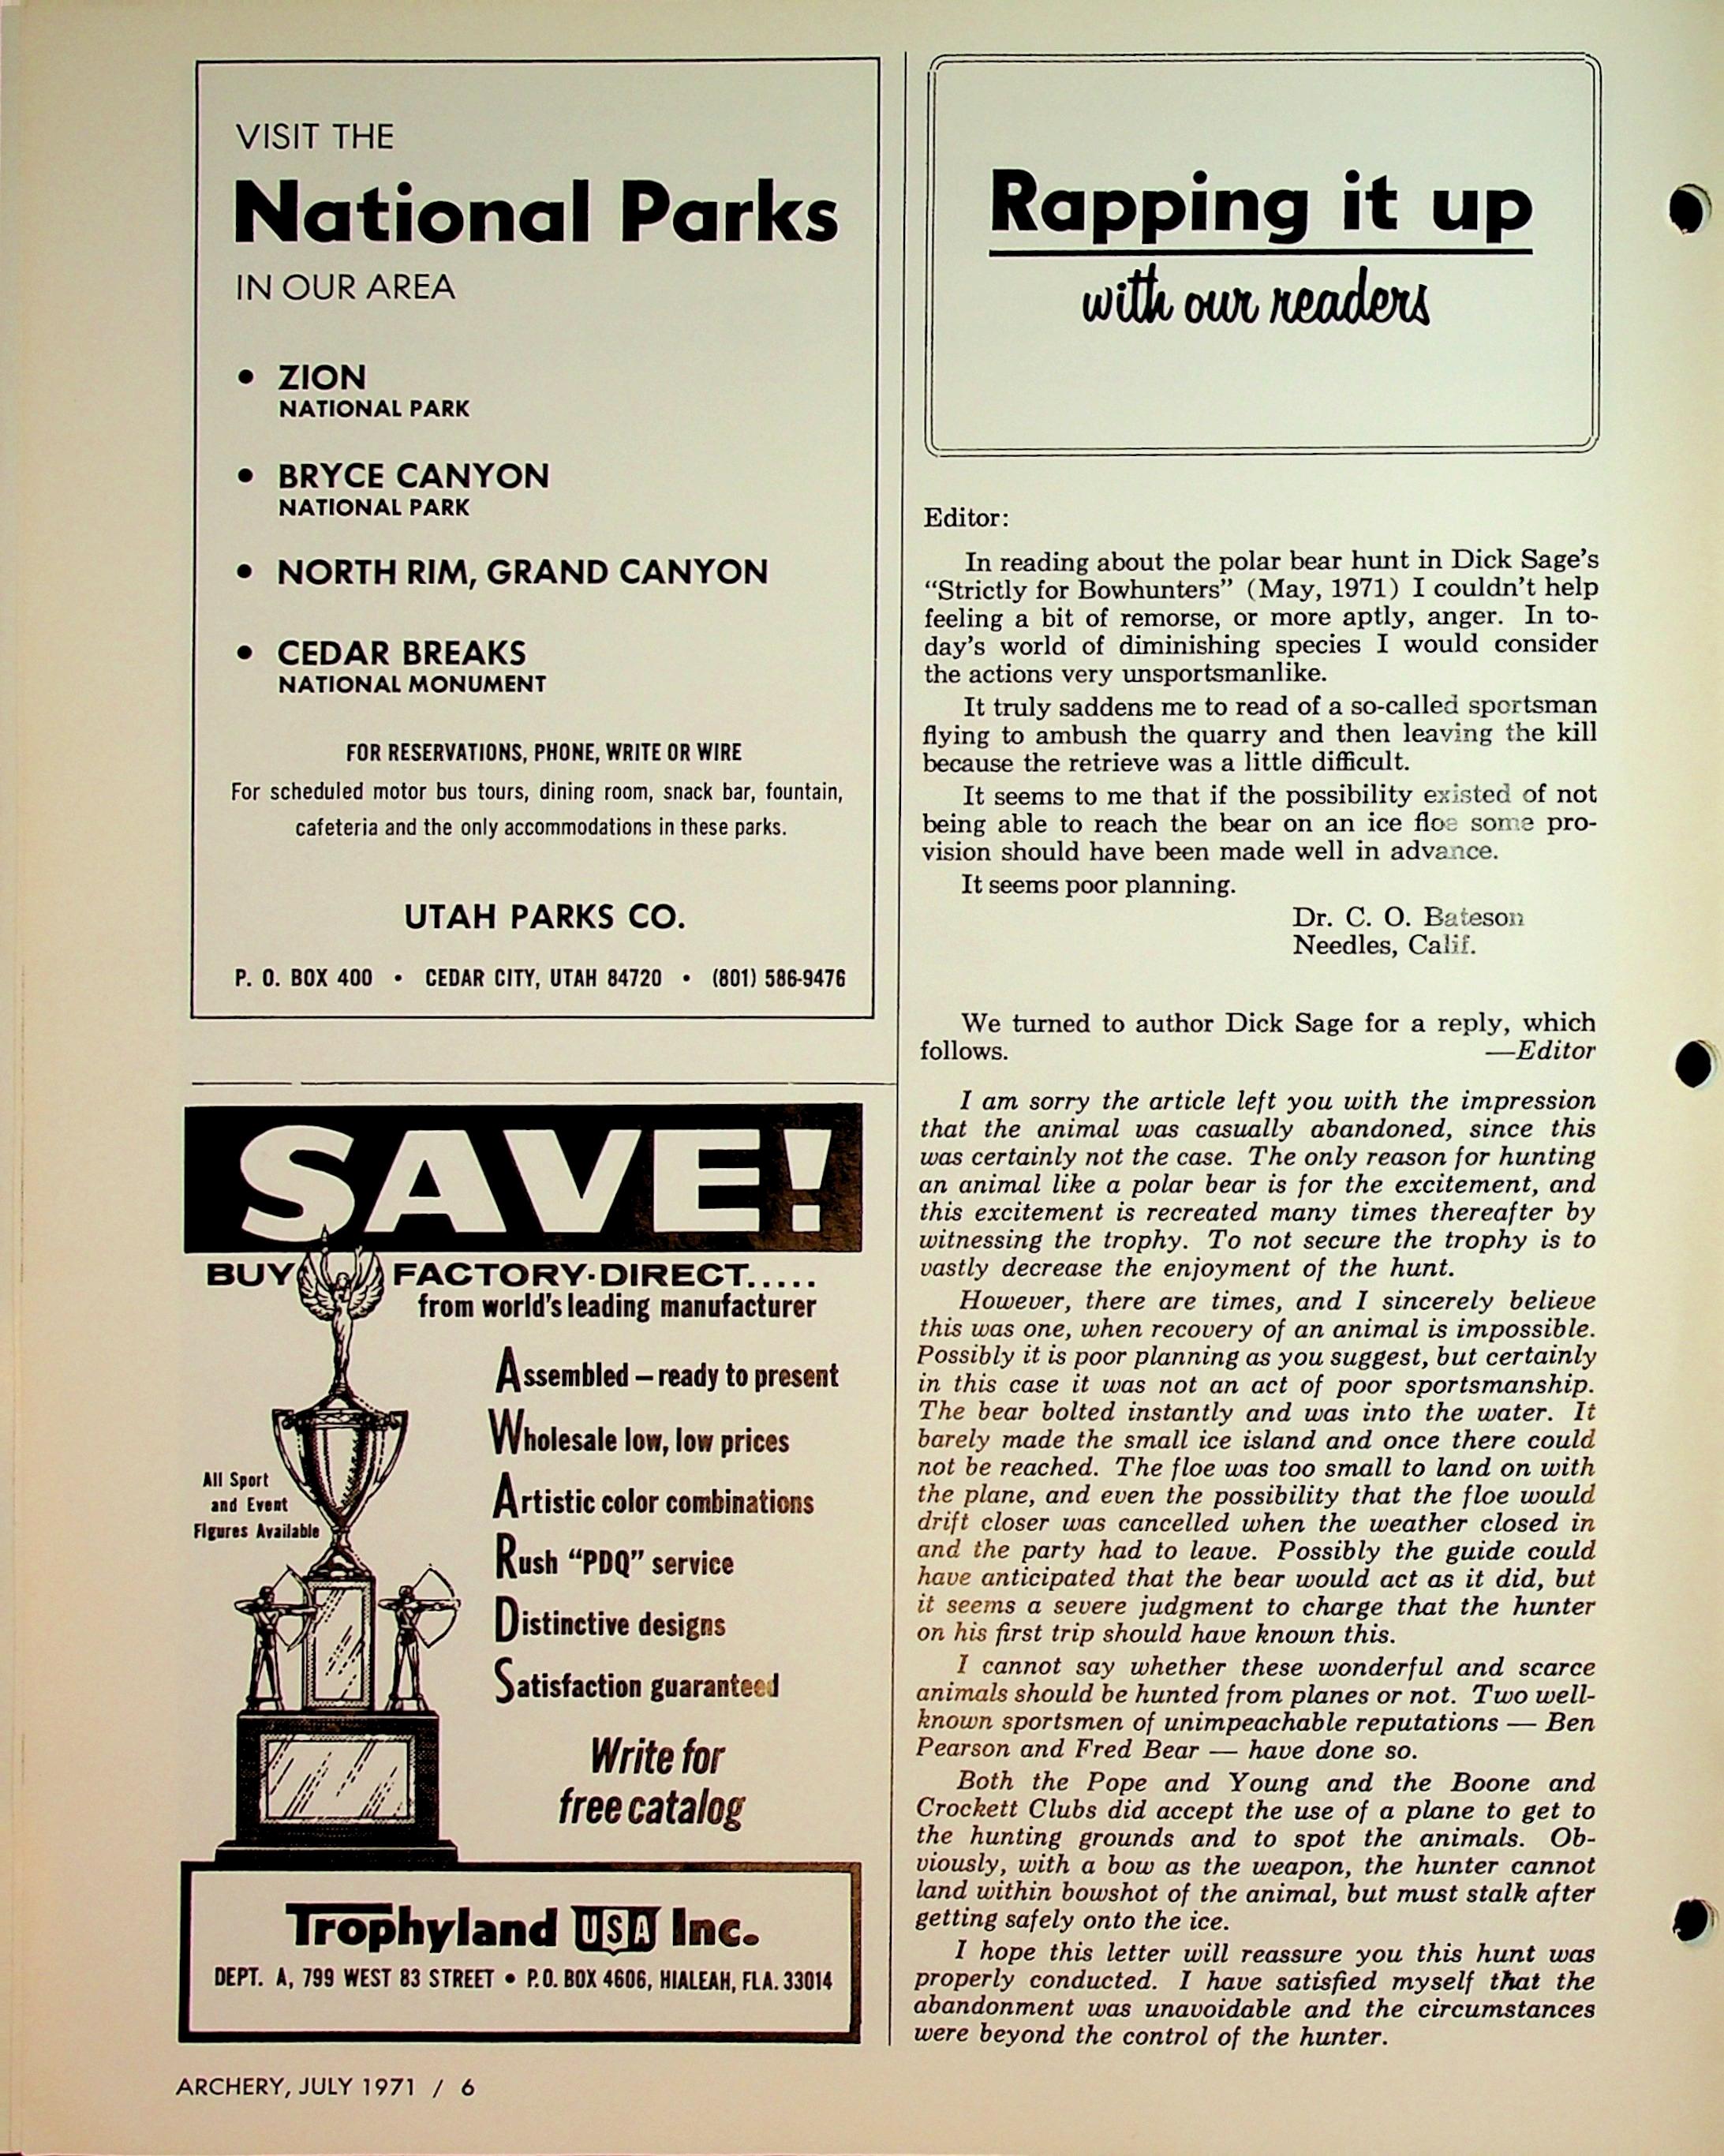 VISIT THE
National Parks
IN OUR AREA
• ZION
NATIONAL PARK
• BRYCE CANYON
NATIONAL PARK
• NORTH RIM, GRAND CANYON
• CEDAR BREAKS
NATIONAL MONUMENT
FOR RESERVATIONS, PHONE, WRITE OR WIRE
For scheduled motor bus tours, dining room, snack bar, fountain,
cafeteria and the only accommodations in these parks.
UTAH PARKS CO.
P. O. BOX 400 • CEDAR CITY, UTAH 84720 • (801) 586-9476
SAVE!
BUY FACTORY-DIRECT.....
from world's leading manufacturer
Assembled – ready to present
Wholesale low, low prices
Artistic color combinations
Rush “PDQ” service
Distinctive designs
Satisfaction guaranteed
All Sport
and Event
Figures Available
Write for
free catalog
Trophyland USA Inc.
DEPT. A, 799 WEST 83 STREET • P.O. BOX 4606, HIALEAH, FLA. 33014
Rapping it up
with our readers
Editor:
In reading about the polar bear hunt in Dick Sage's
“Strictly for Bowhunters” (May, 1971) I couldn't help
feeling a bit of remorse, or more aptly, anger. In to-
day's world of diminishing species I would consider
the actions very unsportsmanlike.
It truly saddens me to read of a so-called sportsman
flying to ambush the quarry and then leaving the kill
because the retrieve was a little difficult.
It seems to me that if the possibility existed of not
being able to reach the bear on an ice floe some pro-
vision should have been made well in advance.
It seems poor planning.
Dr. C. O. Bateson
Needles, Calif.
We turned to author Dick Sage for a reply, which
follows. —Editor
I am sorry the article left you with the impression
that the animal was casually abandoned, since this
was certainly not the case. The only reason for hunting
an animal like a polar bear is for the excitement, and
this excitement is recreated many times thereafter by
witnessing the trophy. To not secure the trophy is to
vastly decrease the enjoyment of the hunt.
However, there are times, and I sincerely believe
this was one, when recovery of an animal is impossible.
Possibly it is poor planning as you suggest, but certainly
in this case it was not an act of poor sportsmanship.
The bear bolted instantly and was into the water. It
barely made the small ice island and once there could
not be reached. The floe was too small to land on with
the plane, and even the possibility that the floe would
drift closer was cancelled when the weather closed in
and the party had to leave. Possibly the guide could
have anticipated that the bear would act as it did, but
it seems a severe judgment to charge that the hunter
on his first trip should have known this.
I cannot say whether these wonderful and scarce
animals should be hunted from planes or not. Two well-
known sportsmen of unimpeachable reputations — Ben
Pearson and Fred Bear — have done so.
Both the Pope and Young and the Boone and
Crockett Clubs did accept the use of a plane to get to
the hunting grounds and to spot the animals. Ob-
viously, with a bow as the weapon, the hunter cannot
land within bowshot of the animal, but must stalk after
getting safely onto the ice.
I hope this letter will reassure you this hunt was
properly conducted. I have satisfied myself that the
abandonment was unavoidable and the circumstances
were beyond the control of the hunter.
ARCHERY, JULY 1971 / 6